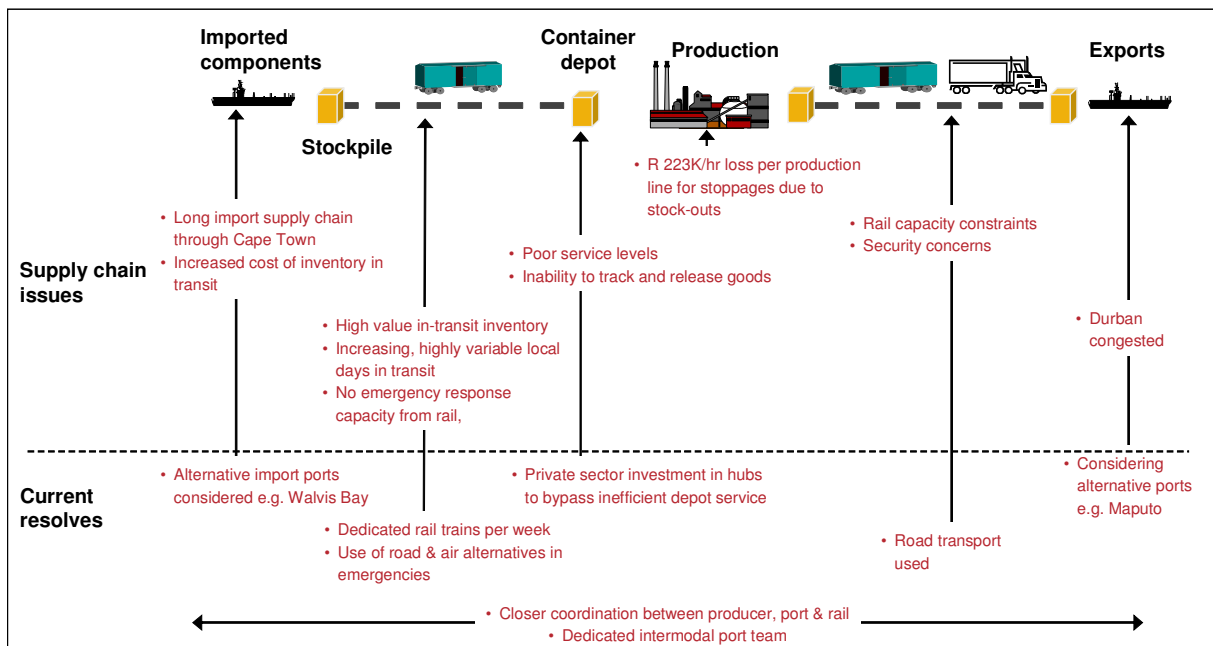 Imported
components
Container
depot
Production
Exports
Stockpile
Supply chain
issues
• Long import supply chain
through Cape Town
• Increased cost of inventory in
transit
• High value in-transit inventory
• Increasing, highly variable local
days in transit
• No emergency response
capacity from rail,
• Poor service levels
• Inability to track and release goods
• R 223K/hr loss per production
line for stoppages due to
stock-outs
• Rail capacity constraints
• Security concerns
• Durban
congested
Current
resolves
• Alternative import ports
considered e.g. Walvis Bay
• Dedicated rail trains per week
• Use of road & air alternatives in
emergencies
• Private sector investment in hubs
to bypass inefficient depot service
• Road transport
used
• Considering
alternative ports
e.g. Maputo
• Closer coordination between producer, port & rail
• Dedicated intermodal port team